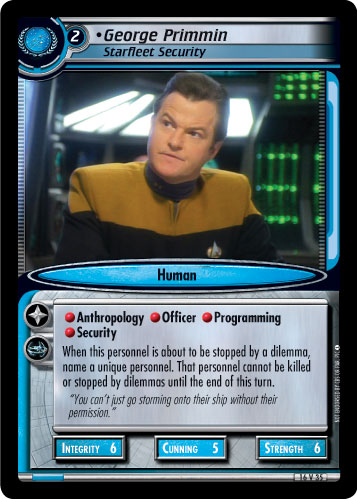 2 •George Primmin
Starfleet Security
Human
Anthropology Officer Programming
Security
When this personnel is about to be stopped by a dilemma,
name a unique personnel. That personnel cannot be killed
or stopped by dilemmas until the end of this turn.
"You can't just go storming onto their ship without their
permission."
INTEGRITY 6 CUNNING 5 STRENGTH 6